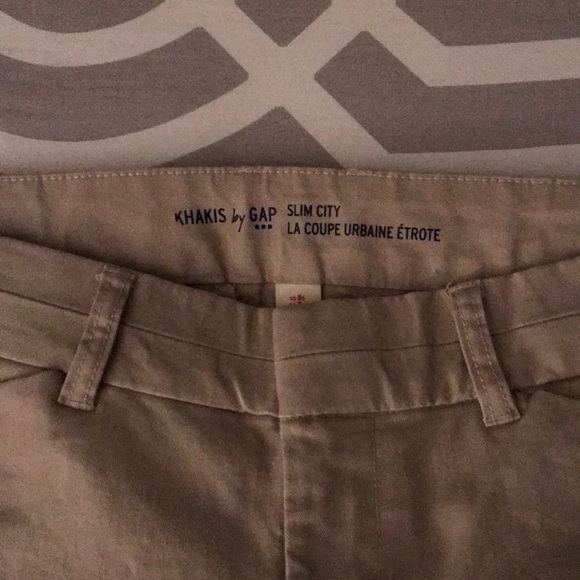 KHAKIS by GAP SLIM CITY
LA COUPE URBAINE ÉTROTE